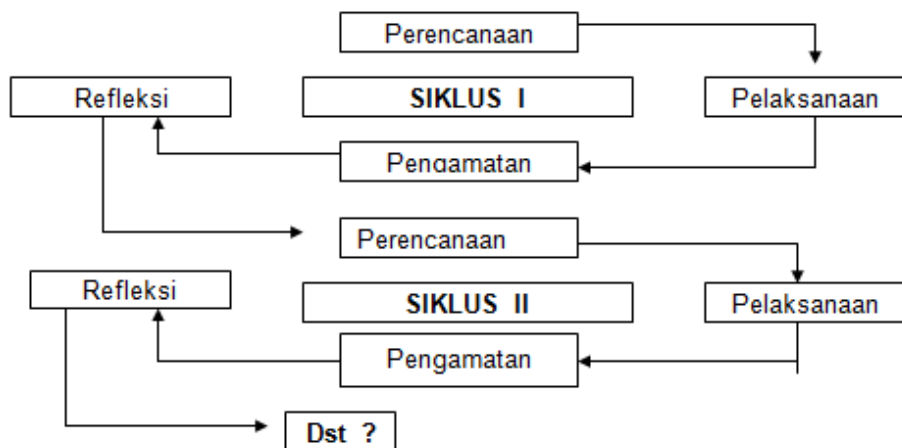 Perencanaan
Refleksi
SIKLUS I
Pelaksanaan
Pengamatan
Perencanaan
Refleksi
SIKLUS II
Pelaksanaan
Pengamatan
Dst ?